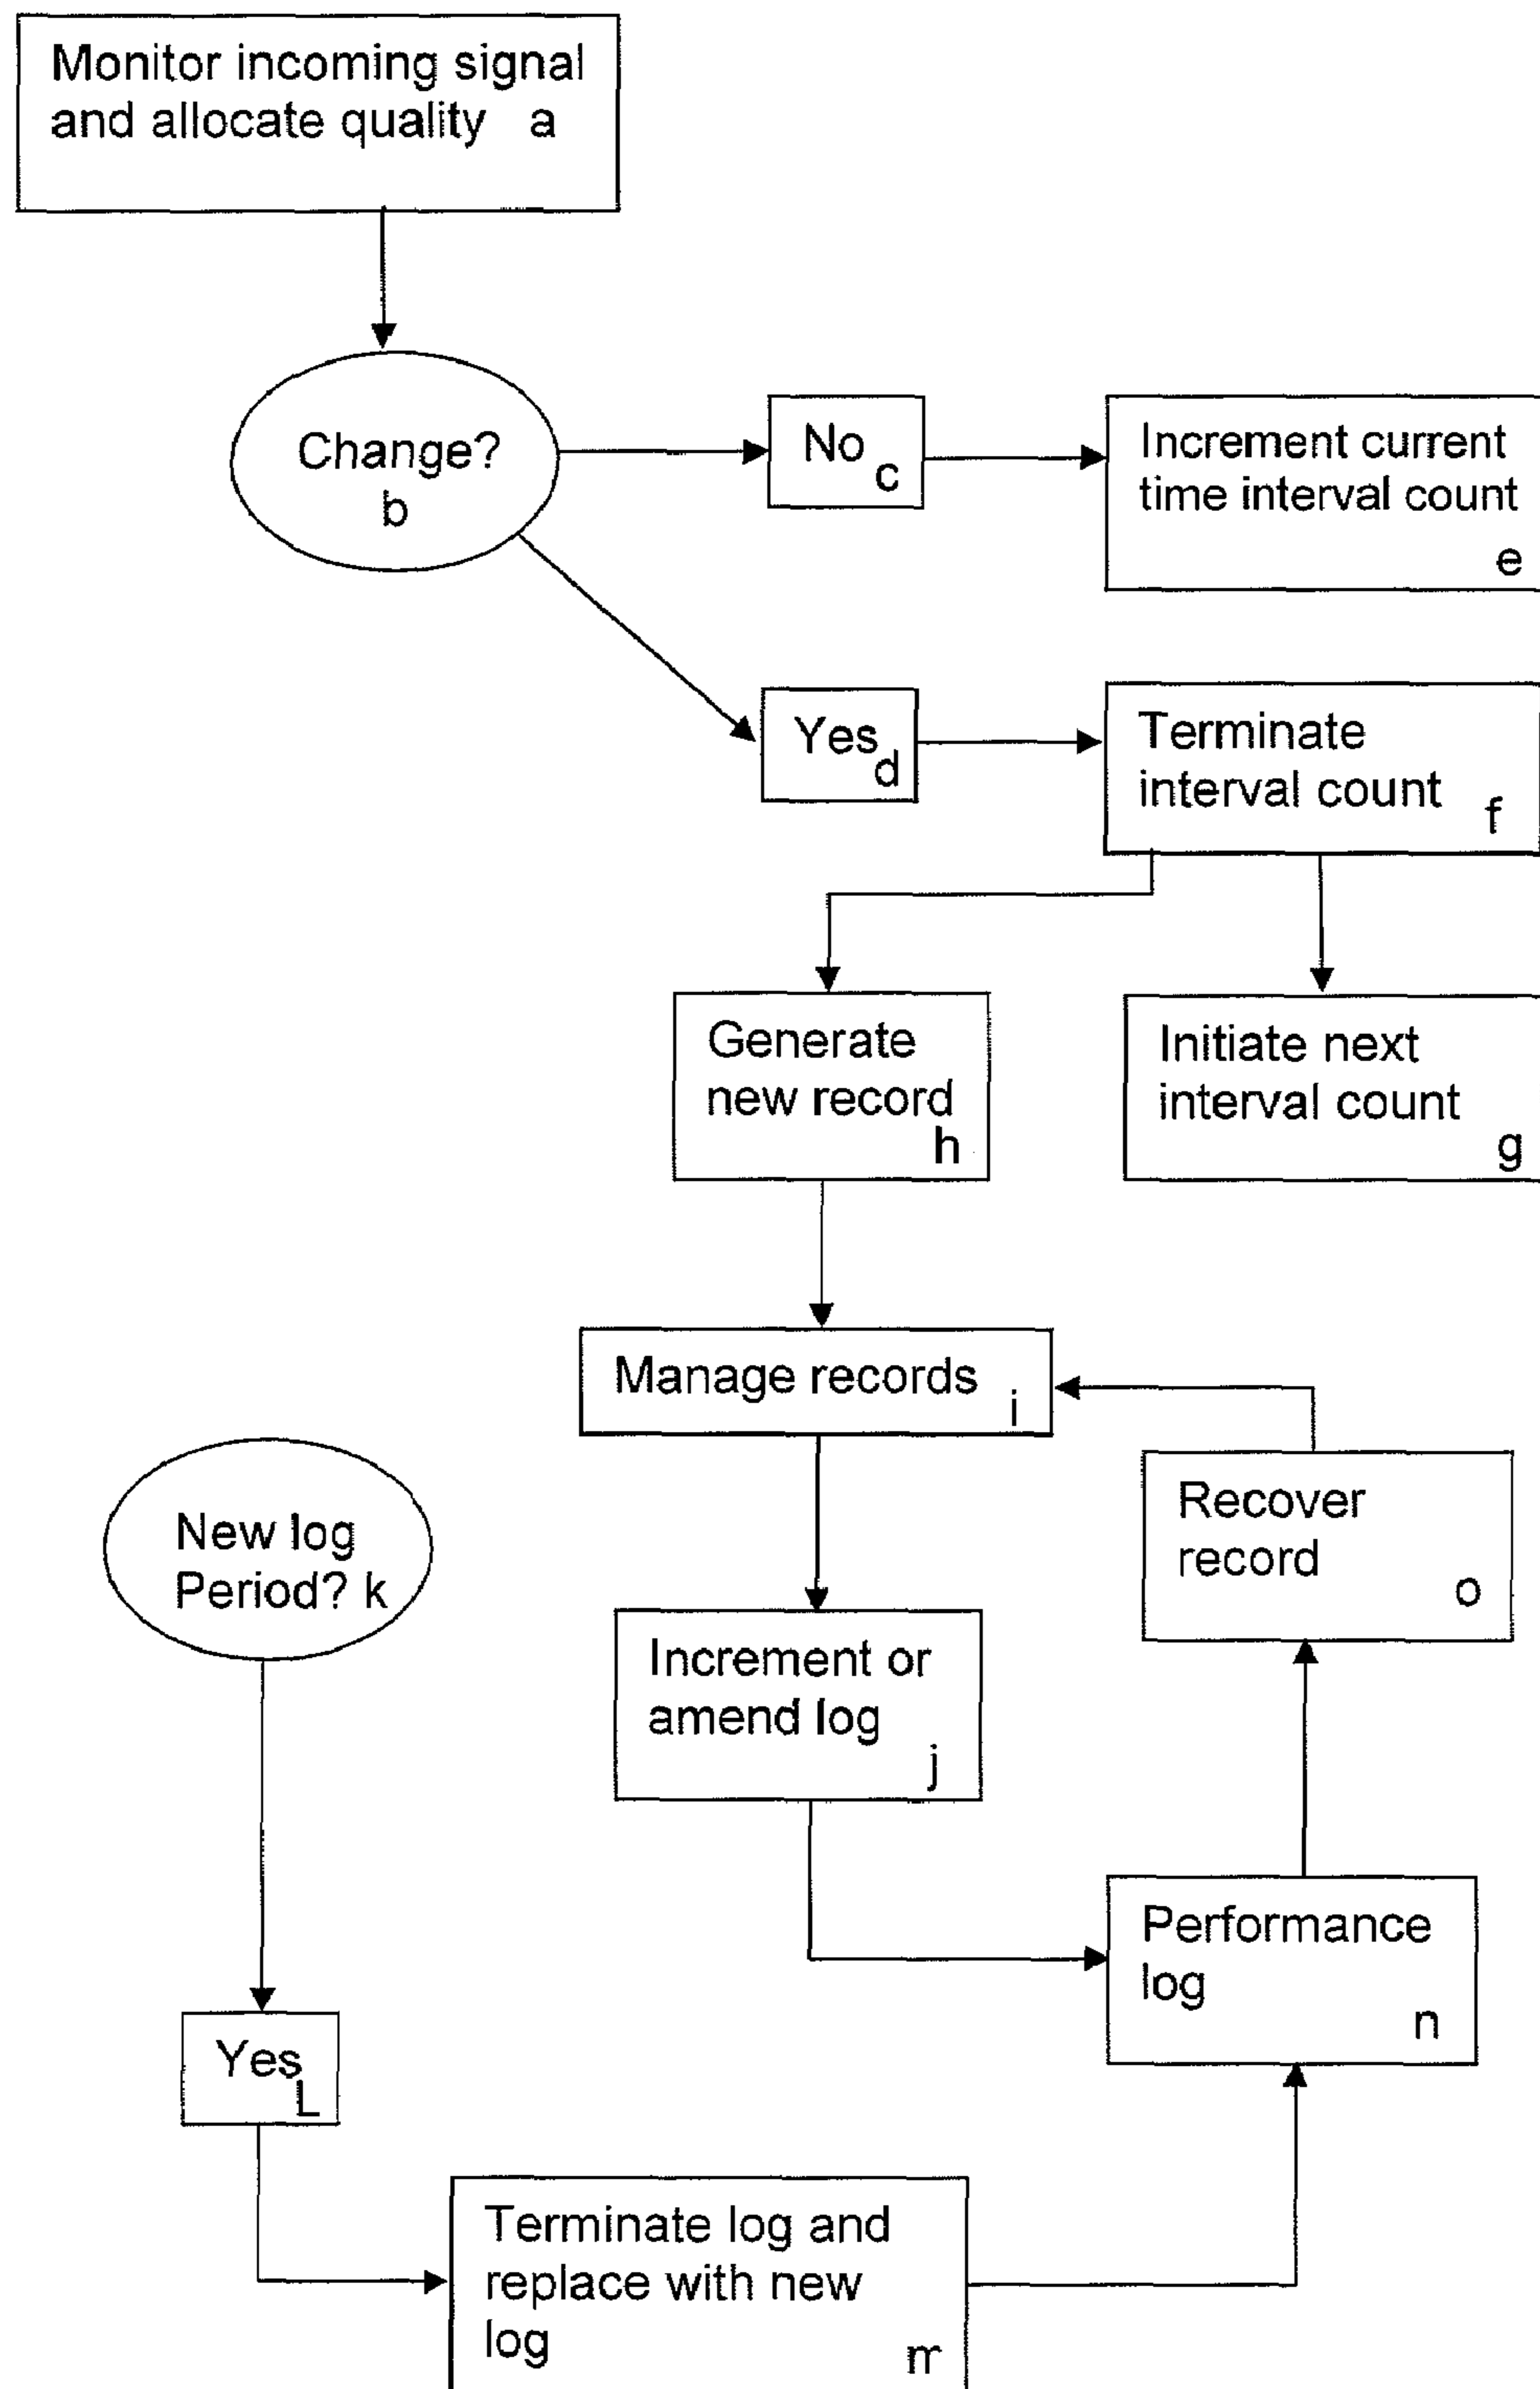 Monitor incoming signal
and allocate quality a
Change?
b
No
c
Increment current
time interval count
e
Yes
d
Terminate
interval count
f
Generate
new record
h
Initiate next
interval count
g
Manage records
i
New log
Period? k
Recover
record
o
Increment or
amend log
j
Performance
log
n
Yes
L
Terminate log and
replace with new
log
m